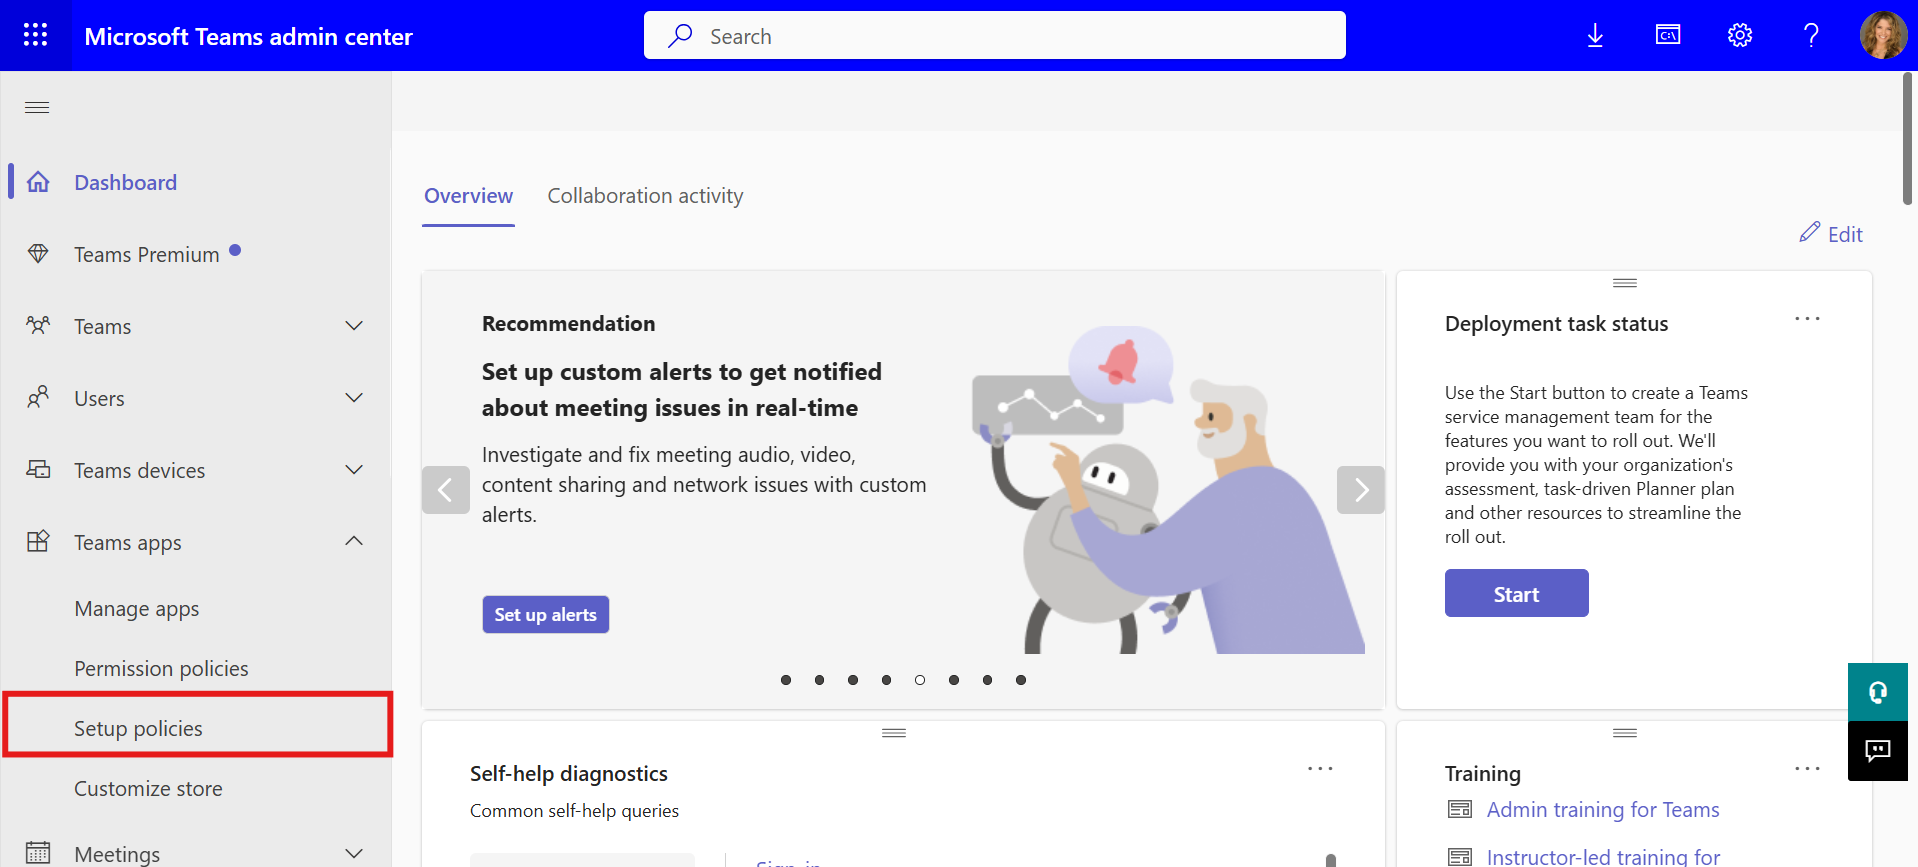 Microsoft Teams admin center
Search
C:\
?
Dashboard
Teams Premium
Teams
Users
Teams devices
Teams apps
Manage apps
Permission policies
Setup policies
Customize store
Meetings
Overview
Collaboration activity
Edit
Recommendation
Set up custom alerts to get notified
about meeting issues in real-time
Investigate and fix meeting audio, video,
content sharing and network issues with custom
alerts.
Set up alerts
Deployment task status
Use the Start button to create a Teams
service management team for the
features you want to roll out. We'll
provide you with your organization's
assessment, task-driven Planner plan
and other resources to streamline the
roll out.
Start
Self-help diagnostics
Common self-help queries
Sign-in
Training
Admin training for Teams
Instructor-led training for